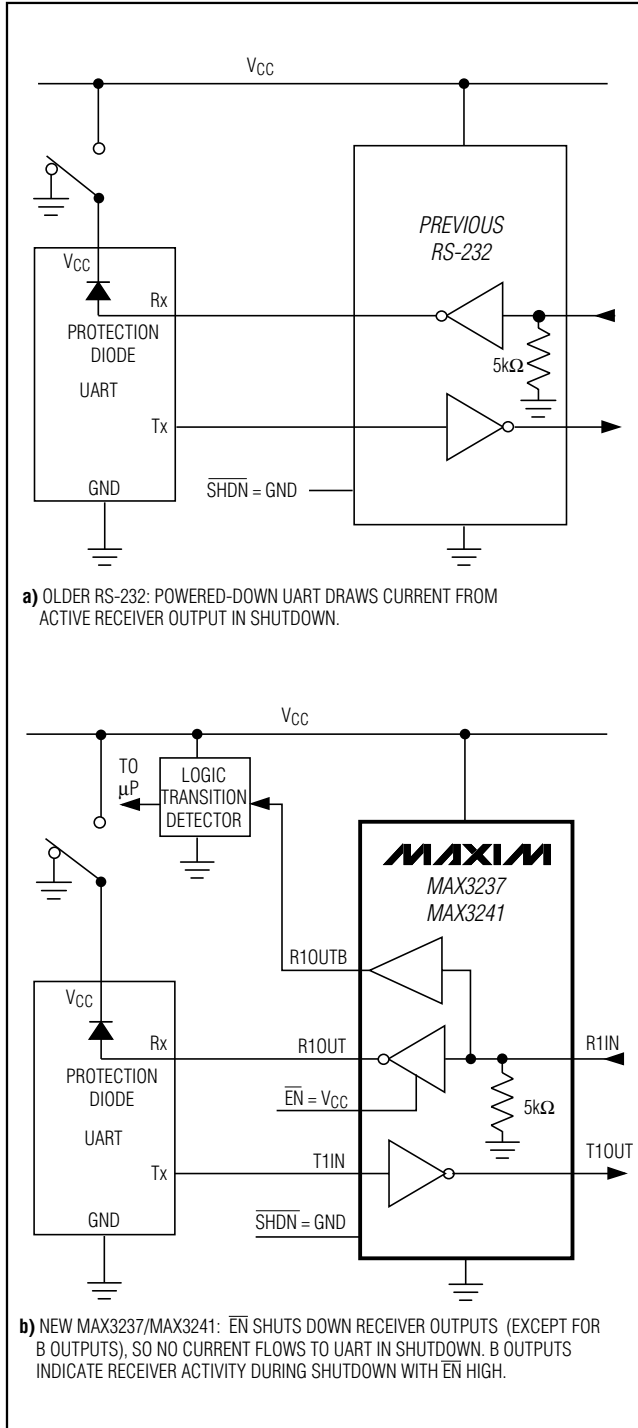 VCC
PREVIOUS
RS-232
VCC
Rx
PROTECTION
DIODE
5kΩ
UART
Tx
GND
SHDN = GND
a) OLDER RS-232: POWERED-DOWN UART DRAWS CURRENT FROM
ACTIVE RECEIVER OUTPUT IN SHUTDOWN.
VCC
TO
µP
LOGIC
TRANSITION
DETECTOR
MAXIM
MAX3237
MAX3241
R1OUTB
VCC
Rx
R1OUT
R1IN
PROTECTION
DIODE
EN = VCC
5kΩ
UART
Tx
T1IN
T1OUT
GND
SHDN = GND
b) NEW MAX3237/MAX3241: EN SHUTS DOWN RECEIVER OUTPUTS (EXCEPT FOR
B OUTPUTS), SO NO CURRENT FLOWS TO UART IN SHUTDOWN. B OUTPUTS
INDICATE RECEIVER ACTIVITY DURING SHUTDOWN WITH EN HIGH.